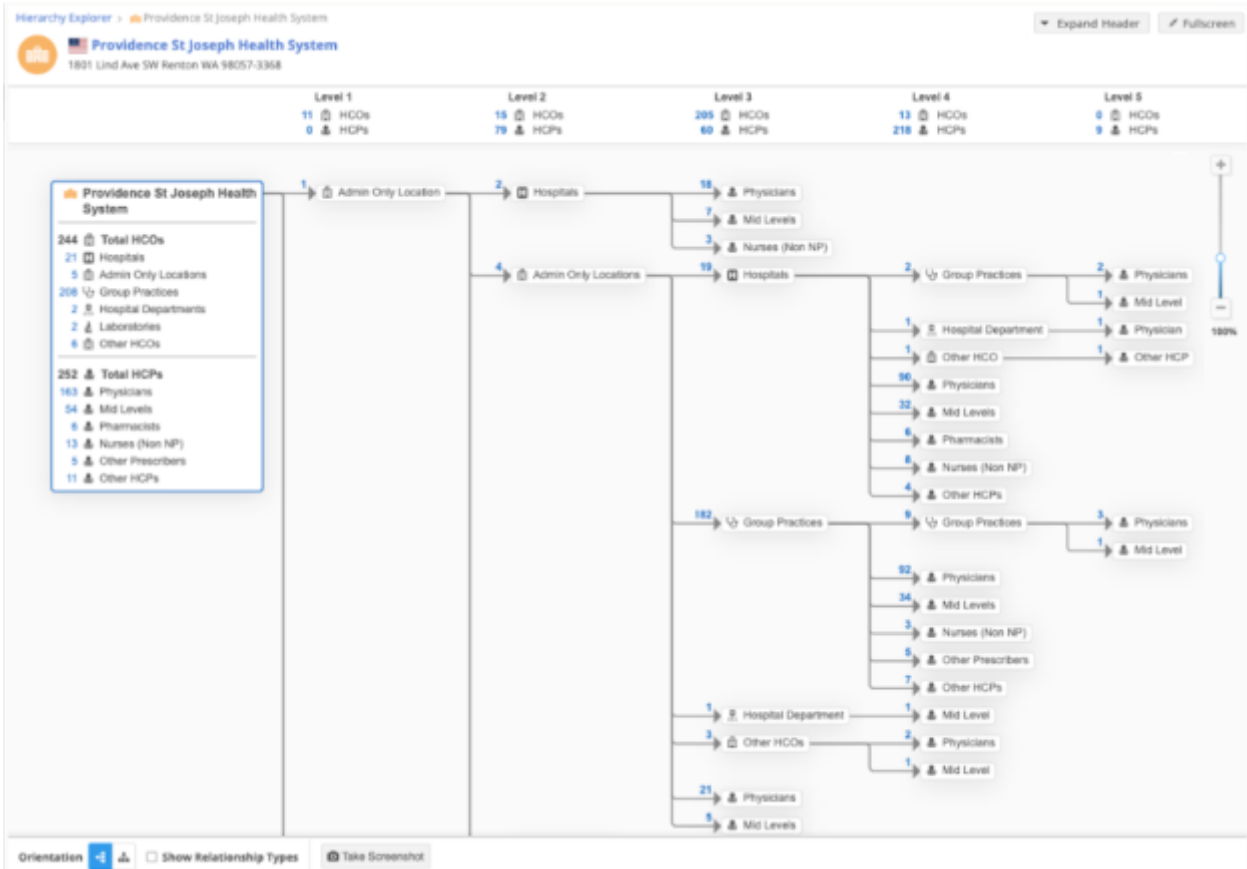 Hierarchy Explorer > Providence St Joseph Health System
Expand Header
Fullscreen
Providence St Joseph Health System
1801 Lind Ave SW Renton WA 98057-3368
Level 1 Level 2 Level 3 Level 4 Level 5
11 HCOs 15 HCOs 205 HCOs 13 HCOs 0 HCOs
0 HCPs 79 HCPs 60 HCPs 218 HCPs 9 HCPs
Providence St Joseph Health
System
244 Total HCOs
21 Hospitals
5 Admin Only Locations
208 Group Practices
2 Hospital Departments
2 Laboratories
6 Other HCOs
252 Total HCPs
163 Physicians
54 Mid Levels
6 Pharmacists
13 Nurses (Non NP)
5 Other Prescribers
11 Other HCPs
1 Admin Only Location 2 Hospitals 18 Physicians
7 Mid Levels
3 Nurses (Non NP)
4 Admin Only Locations 19 Hospitals 2 Group Practices 2 Physicians
1 Mid Level
1 Hospital Department 1 Physician
1 Other HCO 1 Other HCP
90 Physicians
32 Mid Levels
6 Pharmacists
8 Nurses (Non NP)
4 Other HCPs
182 Group Practices 9 Group Practices 3 Physicians
1 Mid Level
92 Physicians
34 Mid Levels
3 Nurses (Non NP)
5 Other Prescribers
7 Other HCPs
1 Hospital Department 1 Mid Level
3 Other HCOs 2 Physicians
1 Mid Level
21 Physicians
5 Mid Levels
+
−
100%
Orientation Show Relationship Types Take Screenshot